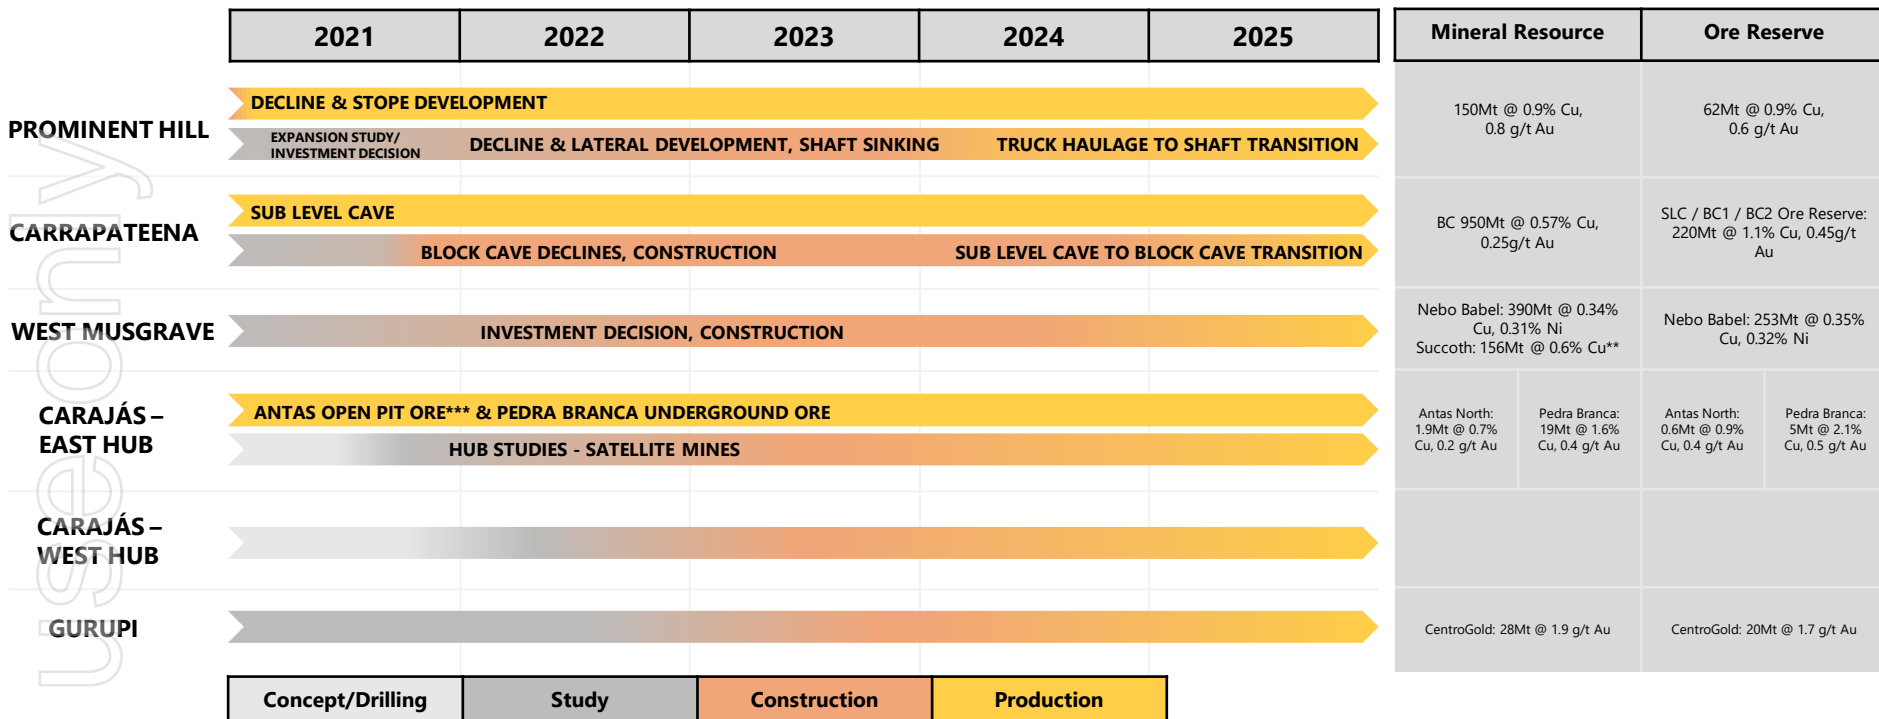 2021 2022 2023 2024 2025 Mineral Resource Ore Reserve
PROMINENT HILL
DECLINE & STOPE DEVELOPMENT
EXPANSION STUDY/
INVESTMENT DECISION
DECLINE & LATERAL DEVELOPMENT, SHAFT SINKING
TRUCK HAULAGE TO SHAFT TRANSITION
150Mt @ 0.9% Cu,
0.8 g/t Au
62Mt @ 0.9% Cu,
0.6 g/t Au
CARRAPATEENA
SUB LEVEL CAVE
BLOCK CAVE DECLINES, CONSTRUCTION
SUB LEVEL CAVE TO BLOCK CAVE TRANSITION
BC 950Mt @ 0.57% Cu,
0.25g/t Au
SLC / BC1 / BC2 Ore Reserve:
220Mt @ 1.1% Cu, 0.45g/t
Au
WEST MUSGRAVE
INVESTMENT DECISION, CONSTRUCTION
Nebo Babel: 390Mt @ 0.34%
Cu, 0.31% Ni
Succoth: 156Mt @ 0.6% Cu**
Nebo Babel: 253Mt @ 0.35%
Cu, 0.32% Ni
CARAJÁS –
EAST HUB
ANTAS OPEN PIT ORE*** & PEDRA BRANCA UNDERGROUND ORE
HUB STUDIES - SATELLITE MINES
Antas North:
1.9Mt @ 0.7%
Cu, 0.2 g/t Au
Pedra Branca:
19Mt @ 1.6%
Cu, 0.4 g/t Au
Antas North:
0.6Mt @ 0.9%
Cu, 0.4 g/t Au
Pedra Branca:
5Mt @ 2.1%
Cu, 0.5 g/t Au
CARAJÁS –
WEST HUB
GURUPI
CentroGold: 28Mt @ 1.9 g/t Au
CentroGold: 20Mt @ 1.7 g/t Au
Concept/Drilling Study Construction Production
use only